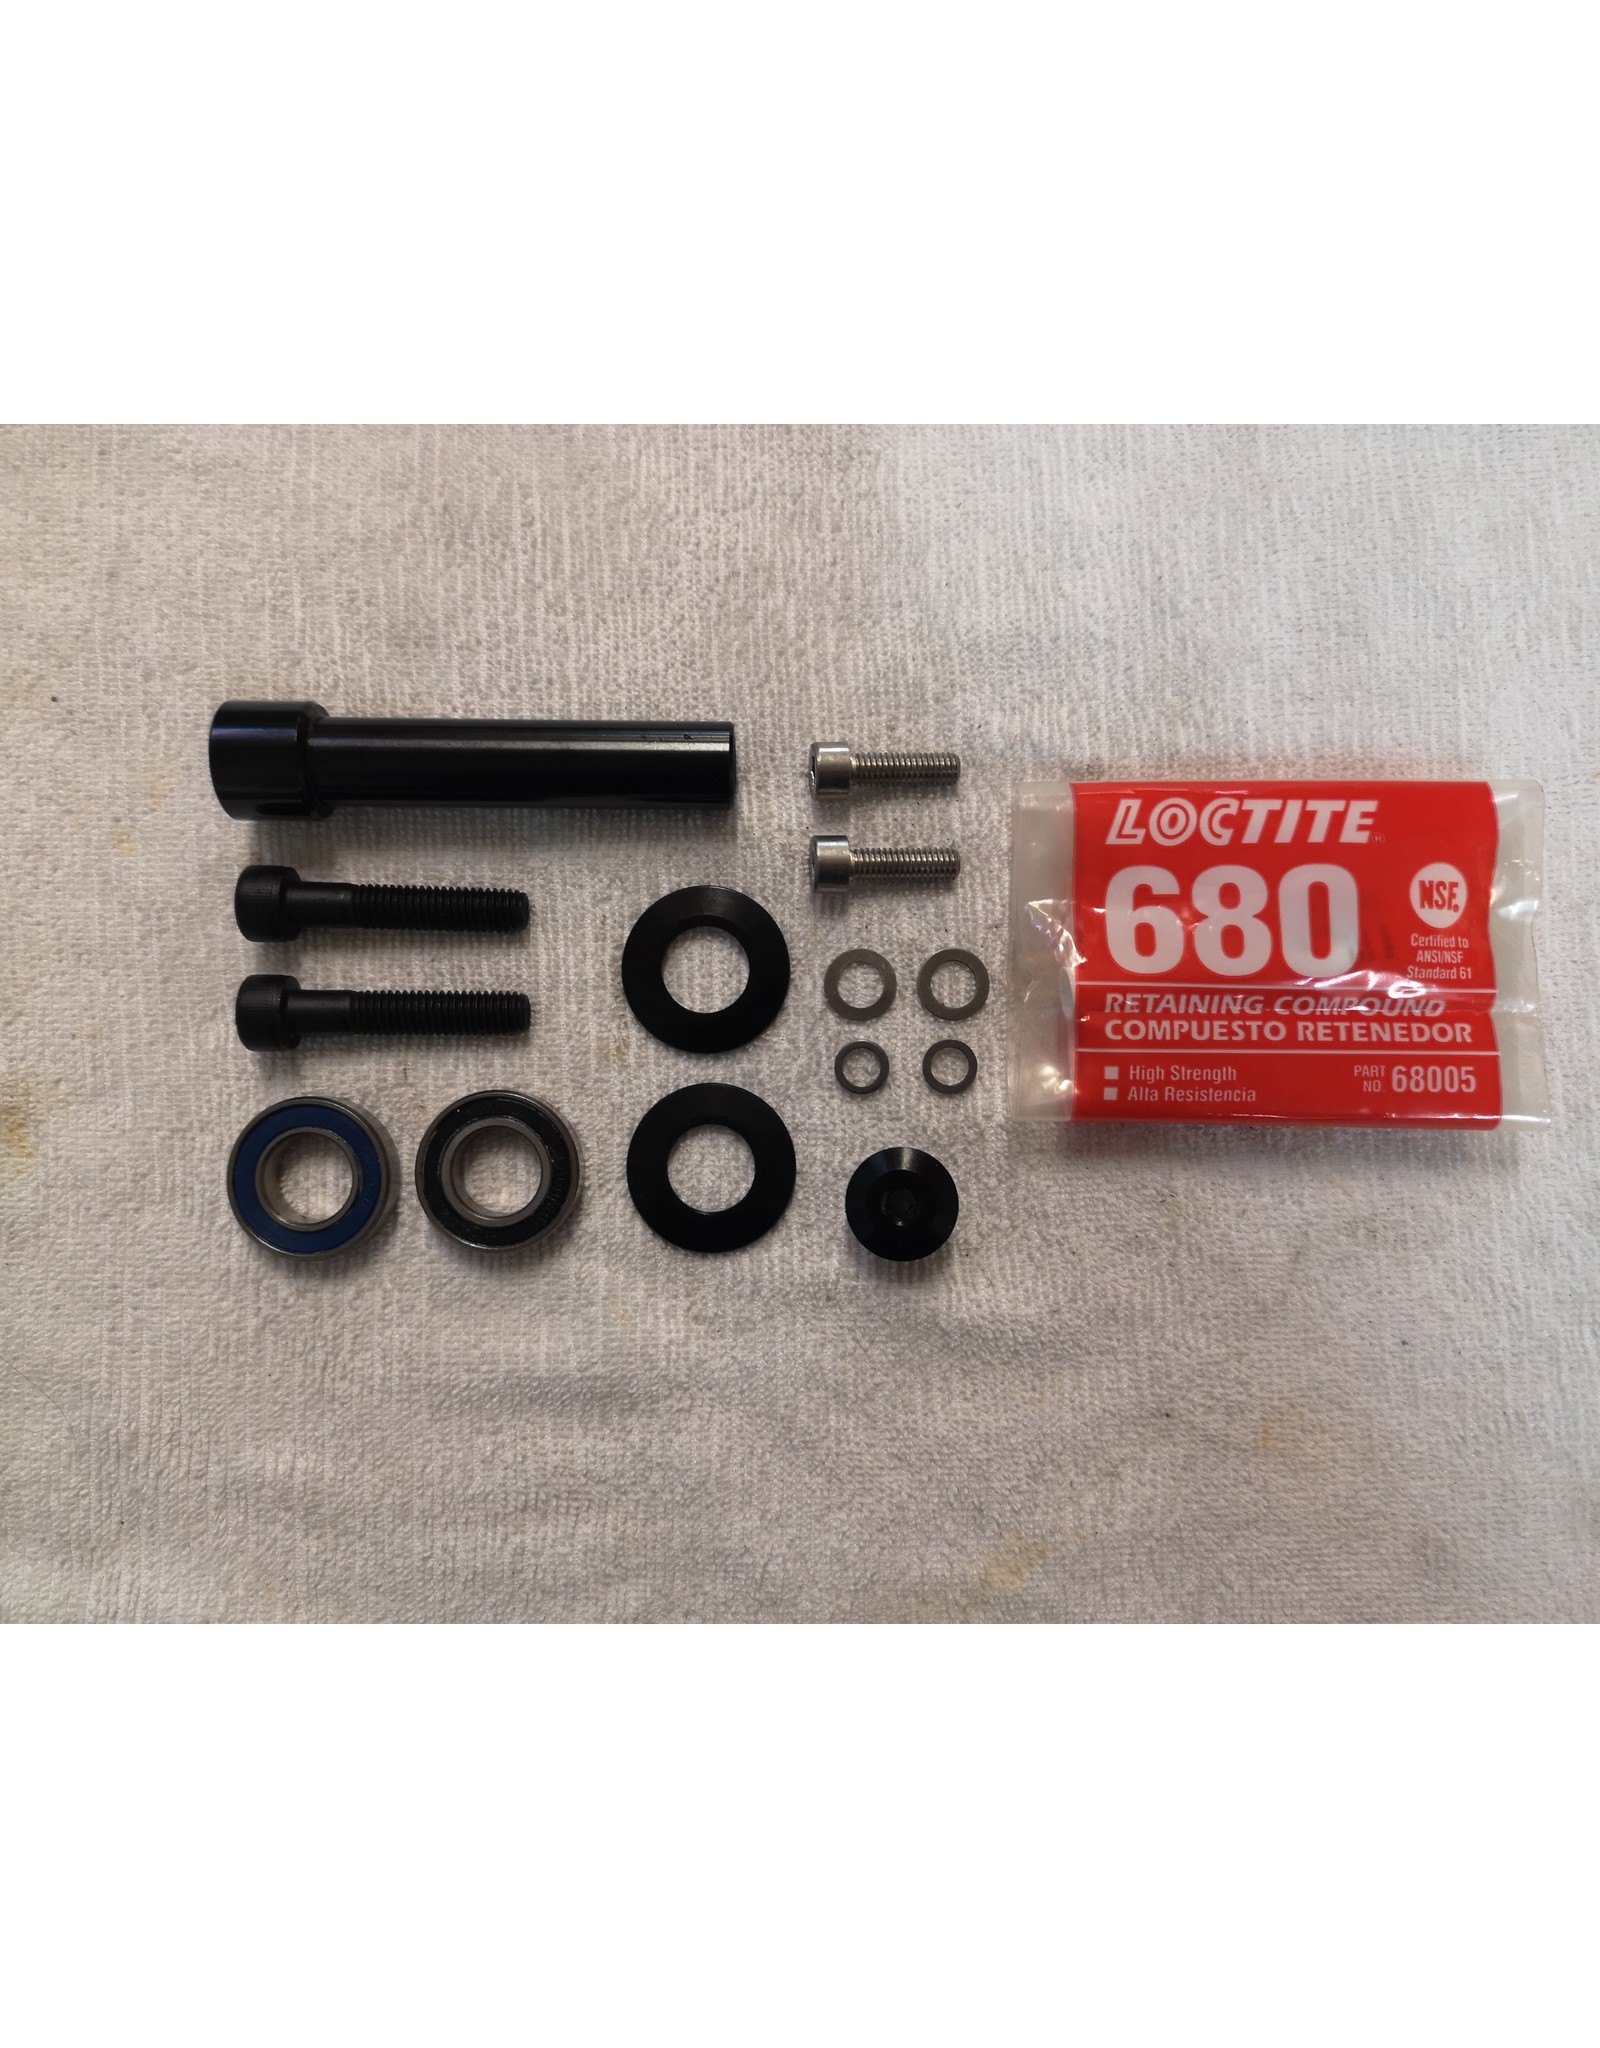 LOCTITE
680
NSF.
Certified to
ANSI/NSF
Standard 61
RETAINING COMPOUND
COMPUESTO RETENEDOR
High Strength
Alta Resistencia
PART
NO. 68005